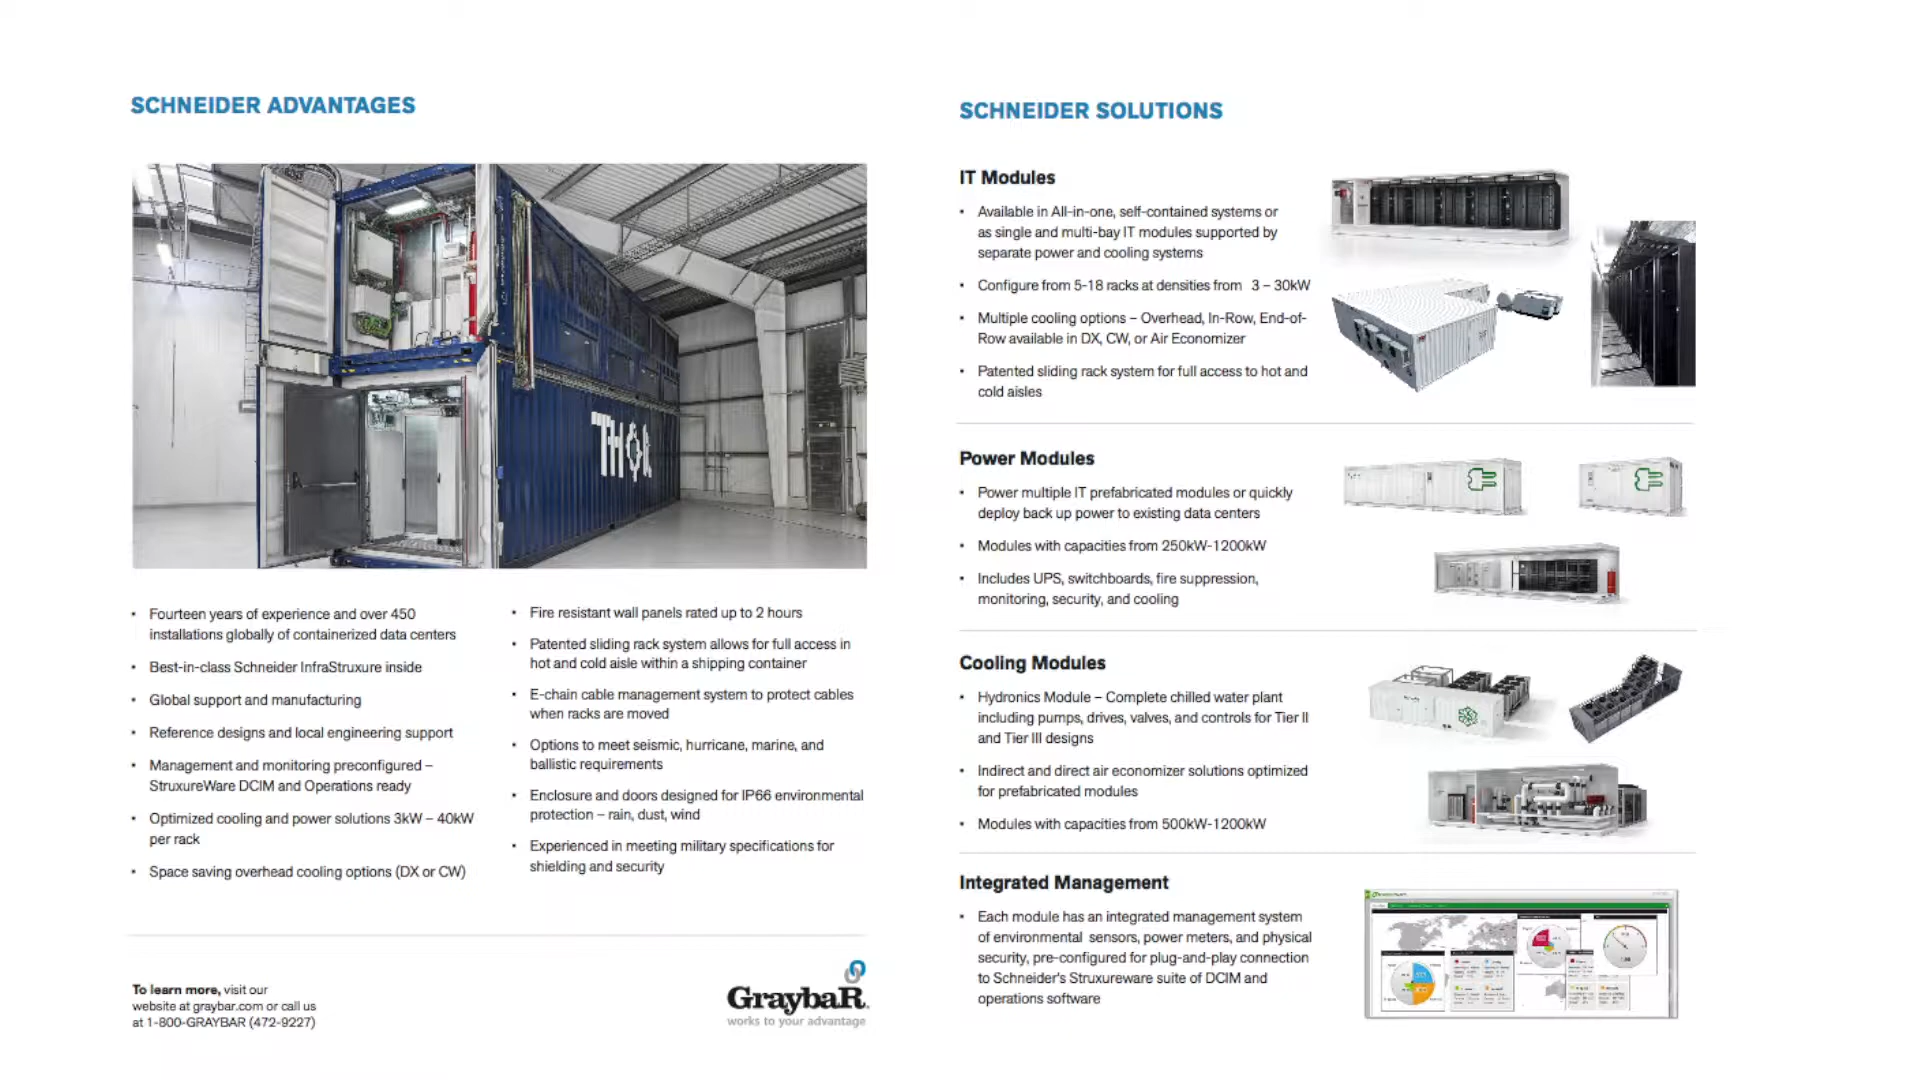 SCHNEIDER ADVANTAGES
THOR
• Fourteen years of experience and over 450
installations globally of containerized data centers
• Best-in-class Schneider InfraStruxure inside
• Global support and manufacturing
• Reference designs and local engineering support
• Management and monitoring preconfigured –
StruxureWare DCIM and Operations ready
• Optimized cooling and power solutions 3kW – 40kW
per rack
• Space saving overhead cooling options (DX or CW)
• Fire resistant wall panels rated up to 2 hours
• Patented sliding rack system allows for full access in
hot and cold aisle within a shipping container
• E-chain cable management system to protect cables
when racks are moved
• Options to meet seismic, hurricane, marine, and
ballistic requirements
• Enclosure and doors designed for IP66 environmental
protection – rain, dust, wind
• Experienced in meeting military specifications for
shielding and security
To learn more, visit our
website at graybar.com or call us
at 1-800-GRAYBAR (472-9227)
GraybaR.
works to your advantage
SCHNEIDER SOLUTIONS
IT Modules
• Available in All-in-one, self-contained systems or
as single and multi-bay IT modules supported by
separate power and cooling systems
• Configure from 5-18 racks at densities from 3 – 30kW
• Multiple cooling options – Overhead, In-Row, End-of-
Row available in DX, CW, or Air Economizer
• Patented sliding rack system for full access to hot and
cold aisles
Power Modules
• Power multiple IT prefabricated modules or quickly
deploy back up power to existing data centers
• Modules with capacities from 250kW-1200kW
• Includes UPS, switchboards, fire suppression,
monitoring, security, and cooling
Cooling Modules
• Hydronics Module – Complete chilled water plant
including pumps, drives, valves, and controls for Tier II
and Tier III designs
• Indirect and direct air economizer solutions optimized
for prefabricated modules
• Modules with capacities from 500kW-1200kW
Integrated Management
• Each module has an integrated management system
of environmental sensors, power meters, and physical
security, pre-configured for plug-and-play connection
to Schneider's Struxureware suite of DCIM and
operations software